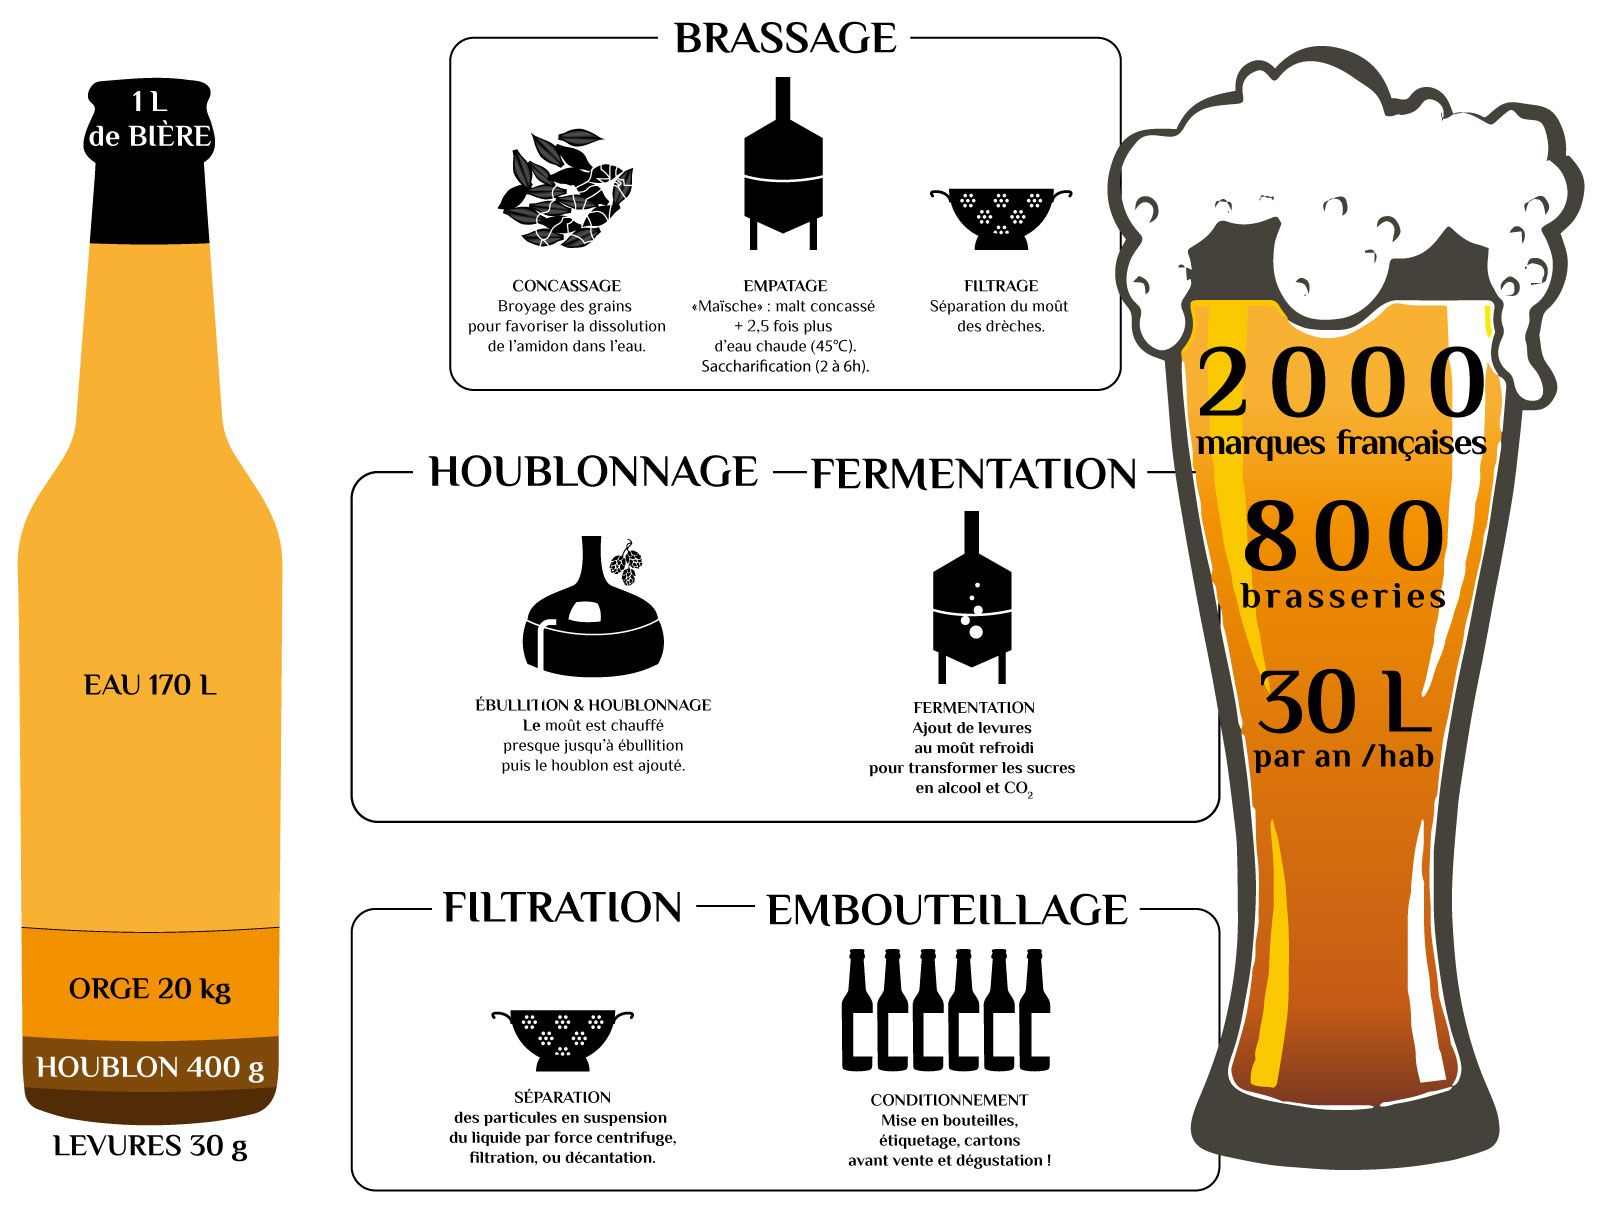 1 L
de BIÈRE
EAU 170 L
ORGE 20 kg
HOUBLON 400 g
LEVURES 30 g
BRASSAGE
CONCASSAGE
Broyage des grains
pour favoriser la dissolution
de l'amidon dans l'eau.
EMPATAGE
«Maïsche» : malt concassé
+ 2,5 fois plus
d'eau chaude (45°C).
Saccharification (2 à 6h).
FILTRAGE
Séparation du moût
des drèches.
HOUBLONNAGE
FERMENTATION
ÉBULLITION & HOUBLONNAGE
Le moût est chauffé
presque jusqu'à ébullition
puis le houblon est ajouté.
FERMENTATION
Ajout de levures
au moût refroidi
pour transformer les sucres
en alcool et CO₂
FILTRATION
EMBOUTEILLAGE
SÉPARATION
des particules en suspension
du liquide par force centrifuge,
filtration, ou décantation.
CONDITIONNEMENT
Mise en bouteilles,
étiquetage, cartons
avant vente et dégustation !
2000
marques françaises
800
brasseries
30 L
par an /hab